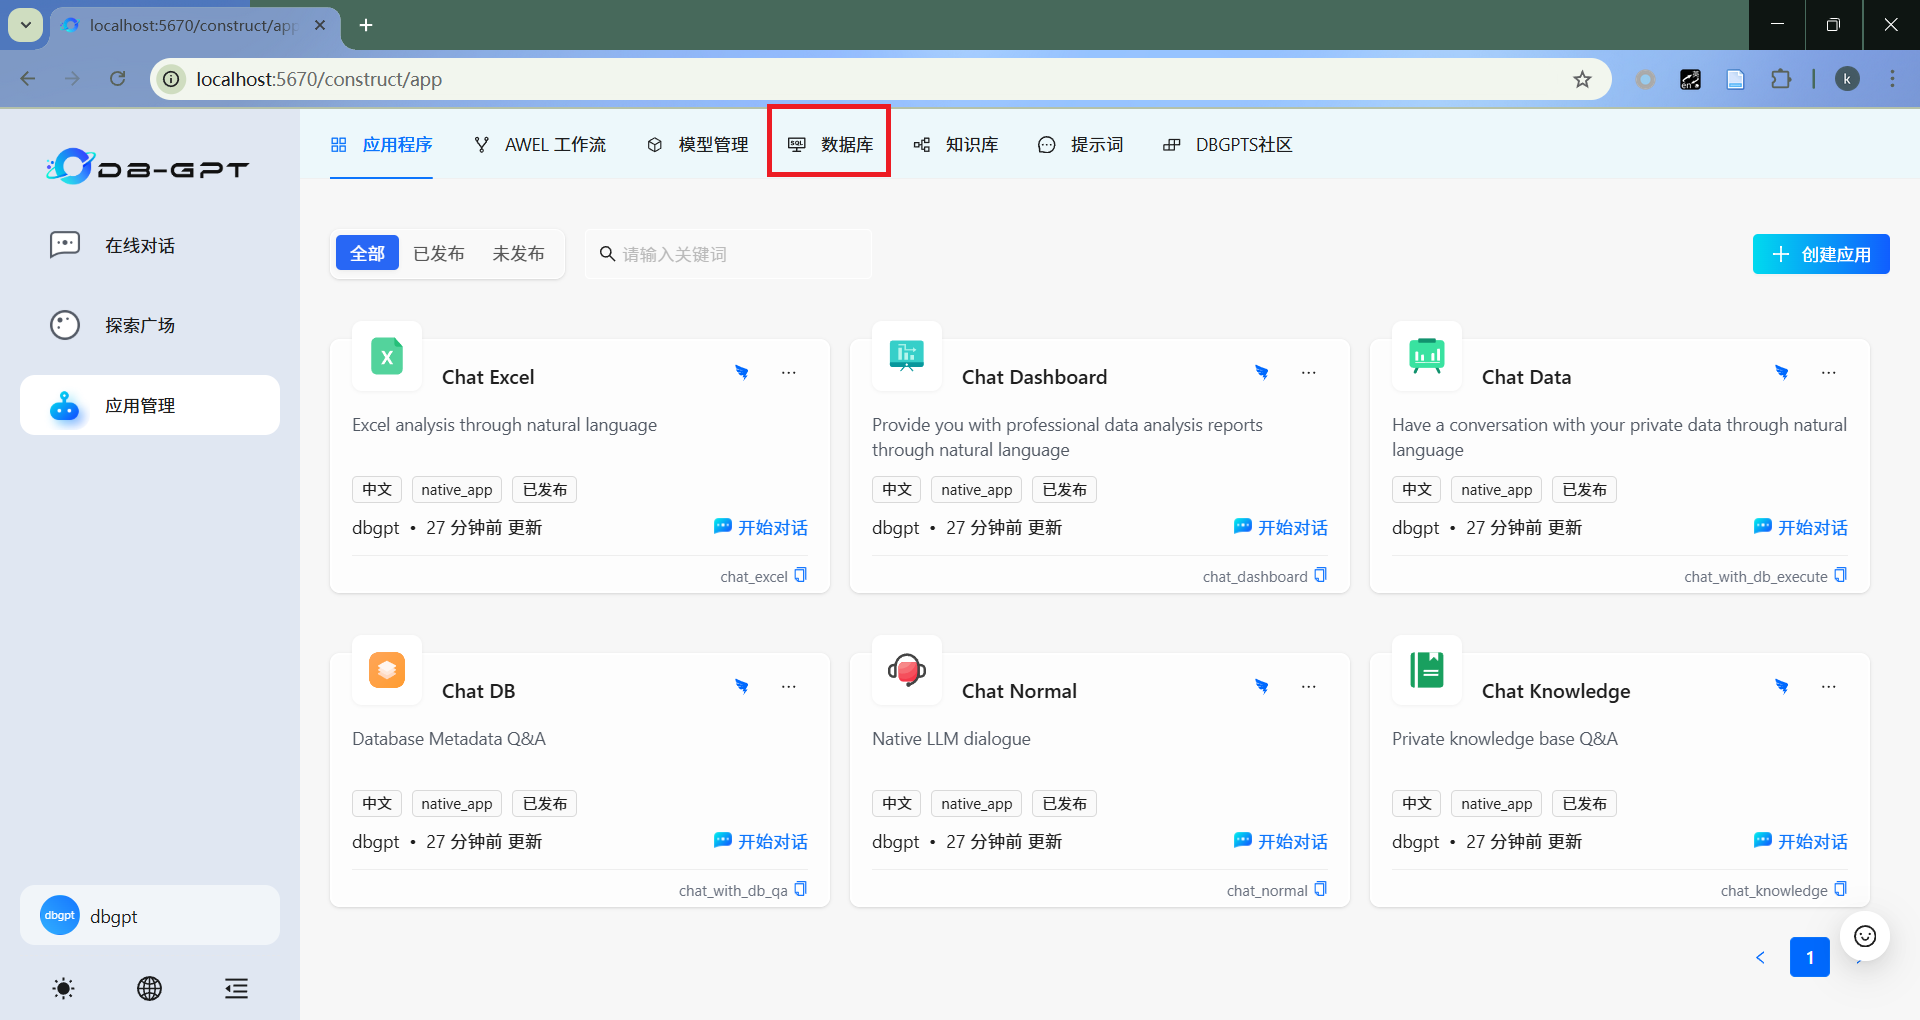 localhost:5670/construct/app
localhost:5670/construct/app
k
DB-GPT
应用程序
AWEL 工作流
模型管理
SQL
数据库
知识库
提示词
DBGPTS社区
在线对话
探索广场
应用管理
全部
已发布
未发布
请输入关键词
创建应用
X
Chat Excel
Excel analysis through natural language
中文
native_app
已发布
dbgpt • 27 分钟前 更新
开始对话
chat_excel
Chat Dashboard
Provide you with professional data analysis reports
through natural language
中文
native_app
已发布
dbgpt • 27 分钟前 更新
开始对话
chat_dashboard
Chat Data
Have a conversation with your private data through natural
language
中文
native_app
已发布
dbgpt • 27 分钟前 更新
开始对话
chat_with_db_execute
Chat DB
Database Metadata Q&A
中文
native_app
已发布
dbgpt • 27 分钟前 更新
开始对话
chat_with_db_qa
Chat Normal
Native LLM dialogue
中文
native_app
已发布
dbgpt • 27 分钟前 更新
开始对话
chat_normal
Chat Knowledge
Private knowledge base Q&A
中文
native_app
已发布
dbgpt • 27 分钟前 更新
开始对话
chat_knowledge
dbgpt
dbgpt
1